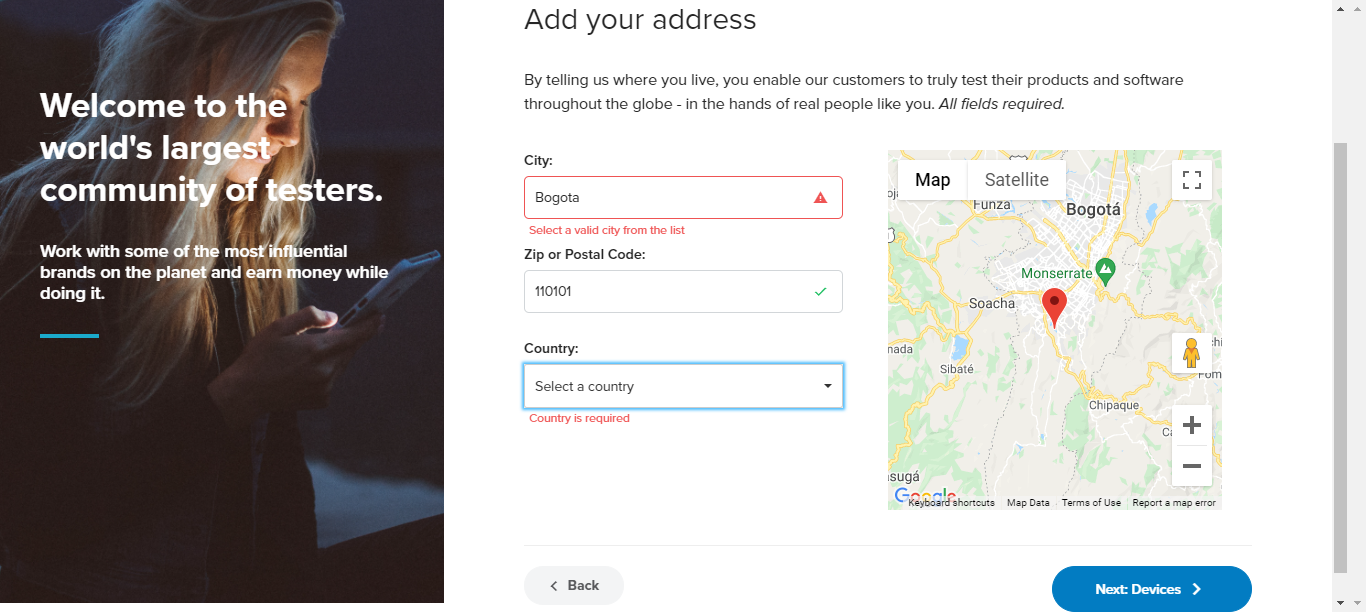 Welcome to the
world's largest
community of testers.
Work with some of the most influential
brands on the planet and earn money while
doing it.
Add your address
By telling us where you live, you enable our customers to truly test their products and software
throughout the globe - in the hands of real people like you. All fields required.
City:
Bogota
Select a valid city from the list
Zip or Postal Code:
110101
Country:
Select a country
Country is required
Map
Satellite
Funza
Bogotá
Monserrate
Soacha
Sibaté
Chipaque
Google
Keyboard shortcuts
Map Data
Terms of Use
Report a map error
Back
Next: Devices